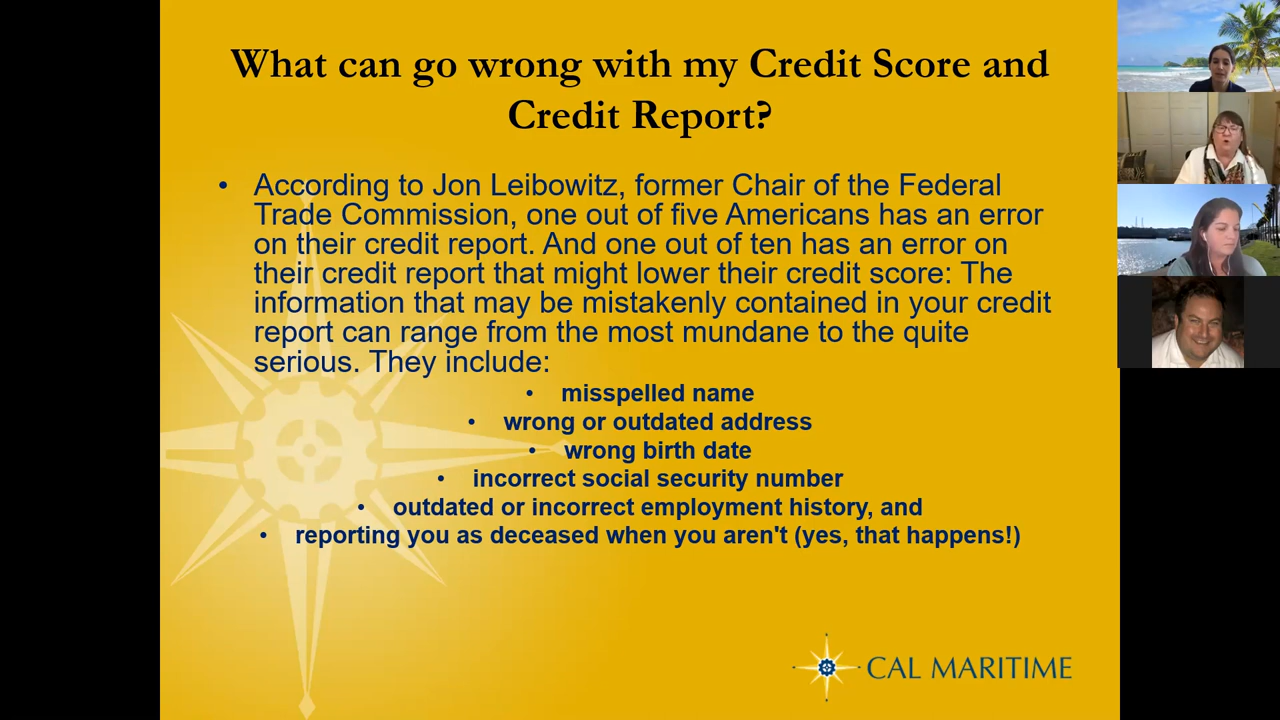 What can go wrong with my Credit Score and
Credit Report?
• According to Jon Leibowitz, former Chair of the Federal
Trade Commission, one out of five Americans has an error
on their credit report. And one out of ten has an error on
their credit report that might lower their credit score: The
information that may be mistakenly contained in your credit
report can range from the most mundane to the quite
serious. They include:
• misspelled name
• wrong or outdated address
• wrong birth date
• incorrect social security number
• outdated or incorrect employment history, and
• reporting you as deceased when you aren't (yes, that happens!)
CAL MARITIME